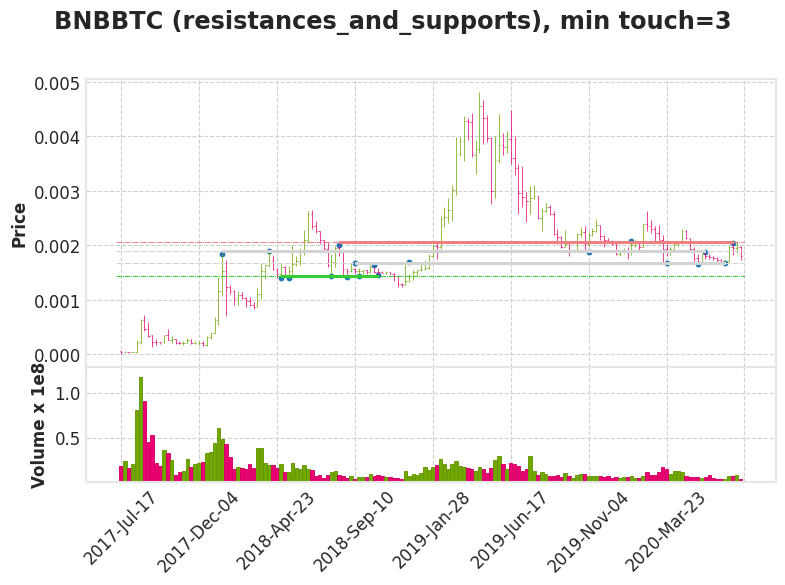 BNBBTC (resistances_and_supports), min touch=3
0.005
0.004
0.003
0.002
0.001
0.000
Price
1.0
0.5
Volume x 1e8
2017-Jul-17
2017-Dec-04
2018-Apr-23
2018-Sep-10
2019-Jan-28
2019-Jun-17
2019-Nov-04
2020-Mar-23